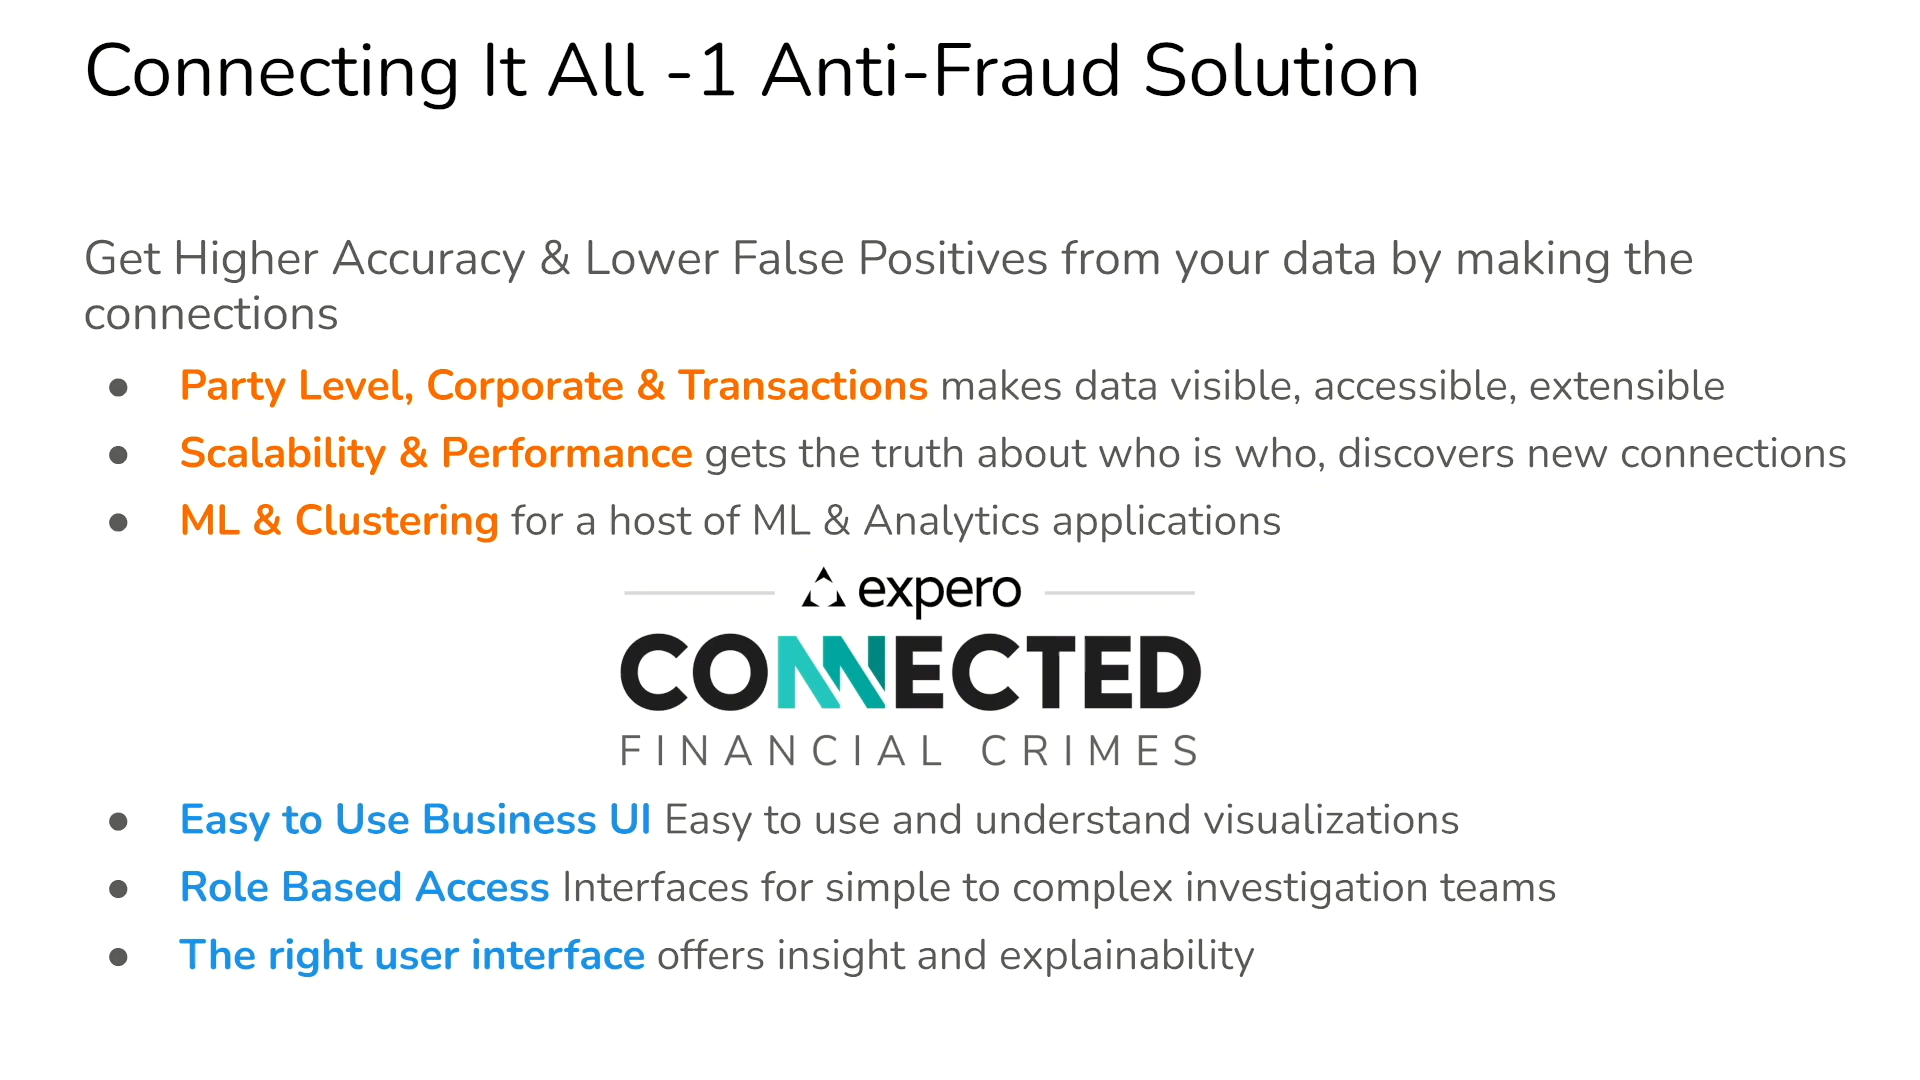 Connecting It All -1 Anti-Fraud Solution
Get Higher Accuracy & Lower False Positives from your data by making the
connections
● Party Level, Corporate & Transactions makes data visible, accessible, extensible
● Scalability & Performance gets the truth about who is who, discovers new connections
● ML & Clustering for a host of ML & Analytics applications
expero
CONNECTED
FINANCIAL CRIMES
● Easy to Use Business UI Easy to use and understand visualizations
● Role Based Access Interfaces for simple to complex investigation teams
● The right user interface offers insight and explainability